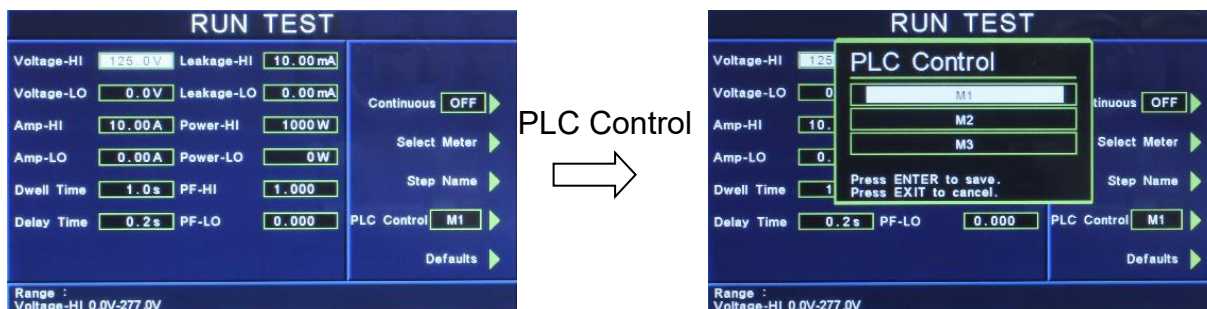 RUN TEST
Voltage-HI 125.0V Leakage-HI 10.00mA
Voltage-LO 0.0V Leakage-LO 0.00mA
Continuous OFF
Amp-HI 10.00A Power-HI 1000W
Select Meter
Amp-LO 0.00A Power-LO 0W
Step Name
Dwell Time 1.0s PF-HI 1.000
Delay Time 0.2s PF-LO 0.000
PLC Control M1
Defaults
Range :
Voltage-HI 0.0V-277.0V
PLC Control
RUN TEST
Voltage-HI 125
Voltage-LO 0
Amp-HI 10.
Amp-LO 0.
Dwell Time 1
Delay Time 0.2s PF-LO 0.000
PLC Control
M1
M2
M3
Press ENTER to save.
Press EXIT to cancel.
tinuous OFF
Select Meter
Step Name
PLC Control M1
Defaults
Range :
Voltage-HI 0.0V-277.0V